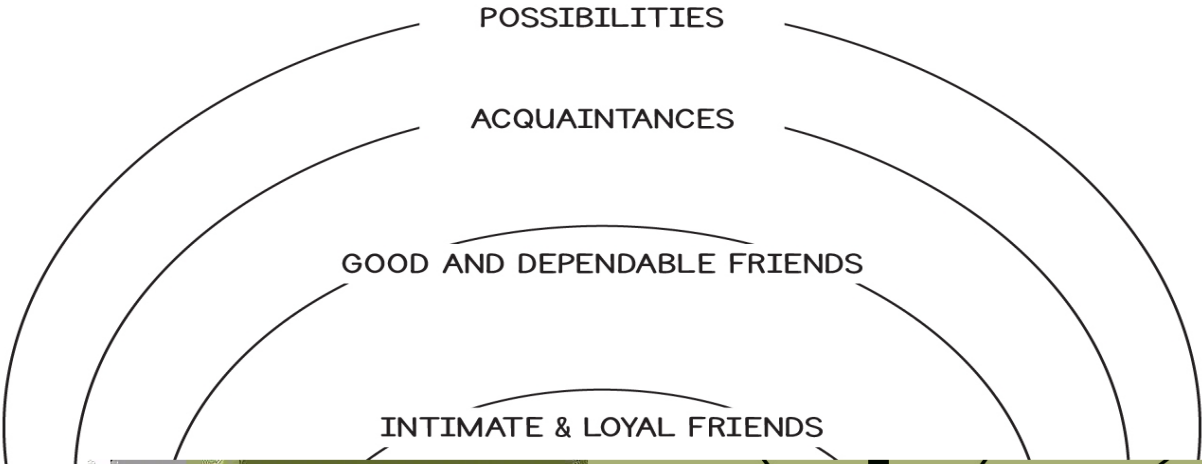 POSSIBILITIES
ACQUAINTANCES
GOOD AND DEPENDABLE FRIENDS
INTIMATE & LOYAL FRIENDS